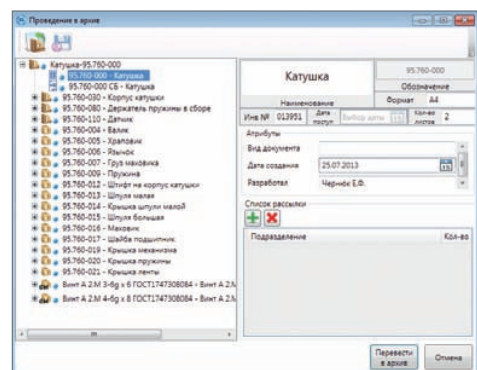 Проведение в архив
Катушка-95.760-000
95.760-000 - Катушка
95.760-000 СБ - Катушка
95.760-030 - Корпус катушки
95.760-080 - Держатель пружины в сборе
95.760-110 - Датчик
95.760-004 - Валик
95.760-005 - Храповик
95.760-006 - Язычок
95.760-007 - Груз маховика
95.760-009 - Пружина
95.760-012 - Штифт на корпус катушки
95.760-013 - Шпуля малая
95.760-014 - Крышка шпули малой
95.760-015 - Шпуля большая
95.760-016 - Маховик
95.760-017 - Шайба подшипник
95.760-019 - Крышка механизма
95.760-020 - Крышка пружины
95.760-021 - Крышка ленты
Винт А 2.М 3-6g x 6 ГОСТ1747308084 - Винт А 2.М
Винт А 2.М 4-6g x 8 ГОСТ1747308084 - Винт А 2.М
Катушка
Наименование
95.760-000
Обозначение
Формат А4
Инв № 013951 Дата поступ. Выбор даты 15 Кол-во листов 2
Атрибуты
Вид документа
Дата создания 25.07.2013 15
Разработал Чернюк Е.Ф.
Список рассылки
Подразделение Кол-во
Перевести в архив
Отмена